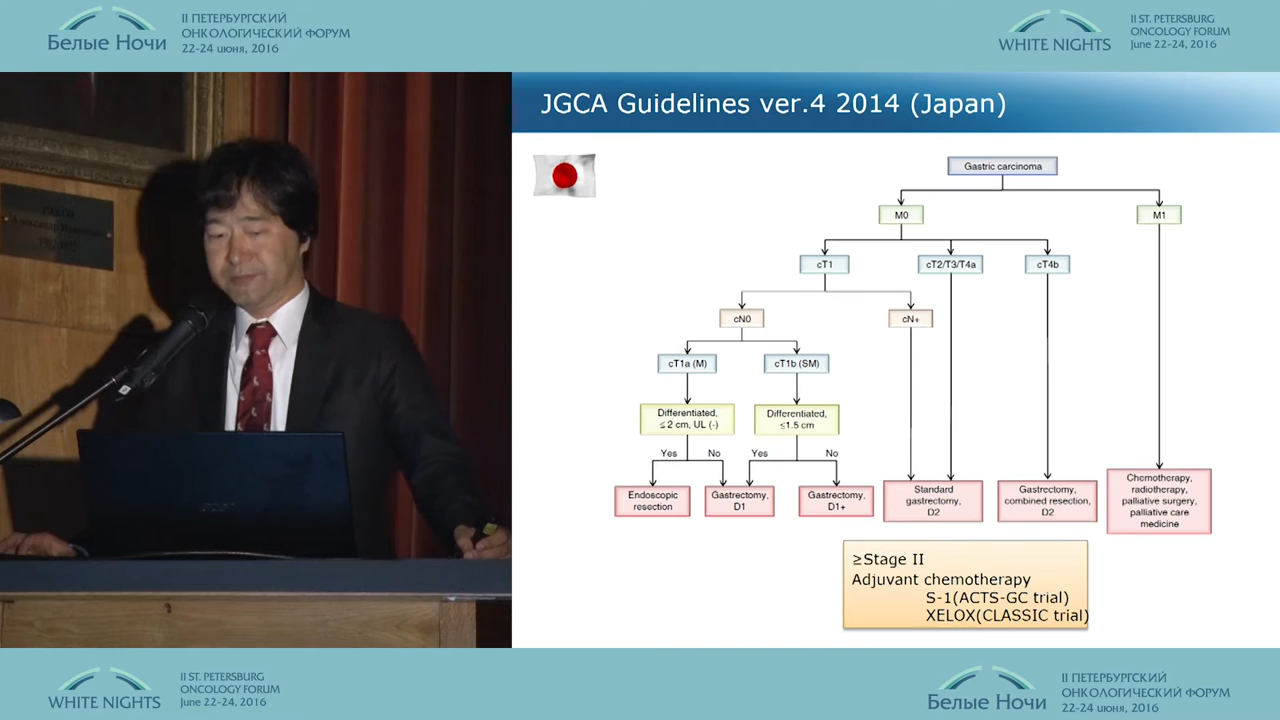 II ПЕТЕРБУРГСКИЙ
ОНКОЛОГИЧЕСКИЙ ФОРУМ
22-24 июня, 2016
Белые Ночи
II ST. PETERSBURG
ONCOLOGY FORUM
June 22-24, 2016
WHITE NIGHTS
JGCA Guidelines ver.4 2014 (Japan)
Gastric carcinoma
M0
M1
cT1
cT2/T3/T4a
cT4b
cN0
cN+
cT1a (M)
cT1b (SM)
Differentiated,
≤ 2 cm, UL (-)
Differentiated,
≤1.5 cm
Yes
No
Yes
No
Endoscopic
resection
Gastrectomy,
D1
Gastrectomy,
D1+
Standard
gastrectomy,
D2
Gastrectomy,
combined resection,
D2
Chemotherapy,
radiotherapy,
palliative surgery,
palliative care
medicine
≥Stage II
Adjuvant chemotherapy
S-1(ACTS-GC trial)
XELOX(CLASSIC trial)
WHITE NIGHTS
II ST. PETERSBURG
ONCOLOGY FORUM
June 22-24, 2016
Белые Ночи
II ПЕТЕРБУРГСКИЙ
ОНКОЛОГИЧЕСКИЙ ФОРУМ
22-24 июня, 2016